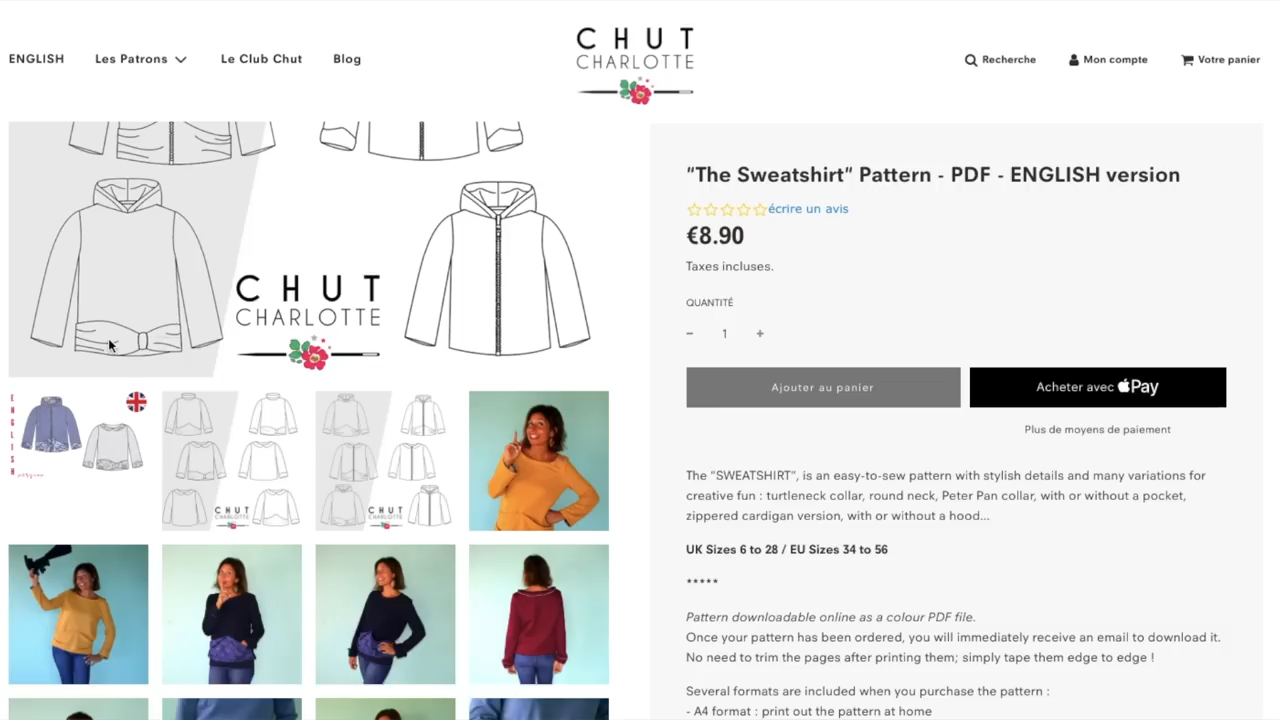 ENGLISH
Les Patrons
Le Club Chut
Blog
CHUT
CHARLOTTE
Recherche
Mon compte
Votre panier
CHUT
CHARLOTTE
ENGLISH
version
CHUT
CHARLOTTE
CHUT
CHARLOTTE
"The Sweatshirt" Pattern - PDF - ENGLISH version
écrire un avis
€8.90
Taxes incluses.
QUANTITÉ
− 1 +
Ajouter au panier
Acheter avec Pay
Plus de moyens de paiement
The "SWEATSHIRT", is an easy-to-sew pattern with stylish details and many variations for
creative fun : turtleneck collar, round neck, Peter Pan collar, with or without a pocket,
zippered cardigan version, with or without a hood...
UK Sizes 6 to 28 / EU Sizes 34 to 56
*****
Pattern downloadable online as a colour PDF file.
Once your pattern has been ordered, you will immediately receive an email to download it.
No need to trim the pages after printing them; simply tape them edge to edge !
Several formats are included when you purchase the pattern :
- A4 format : print out the pattern at home